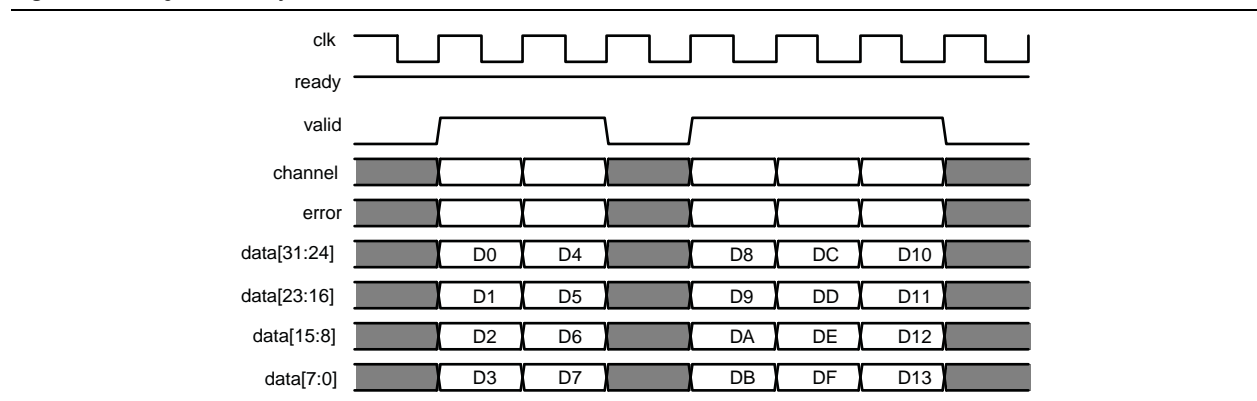 clk
ready
valid
channel
error
data[31:24] D0 D4 D8 DC D10
data[23:16] D1 D5 D9 DD D11
data[15:8] D2 D6 DA DE D12
data[7:0] D3 D7 DB DF D13